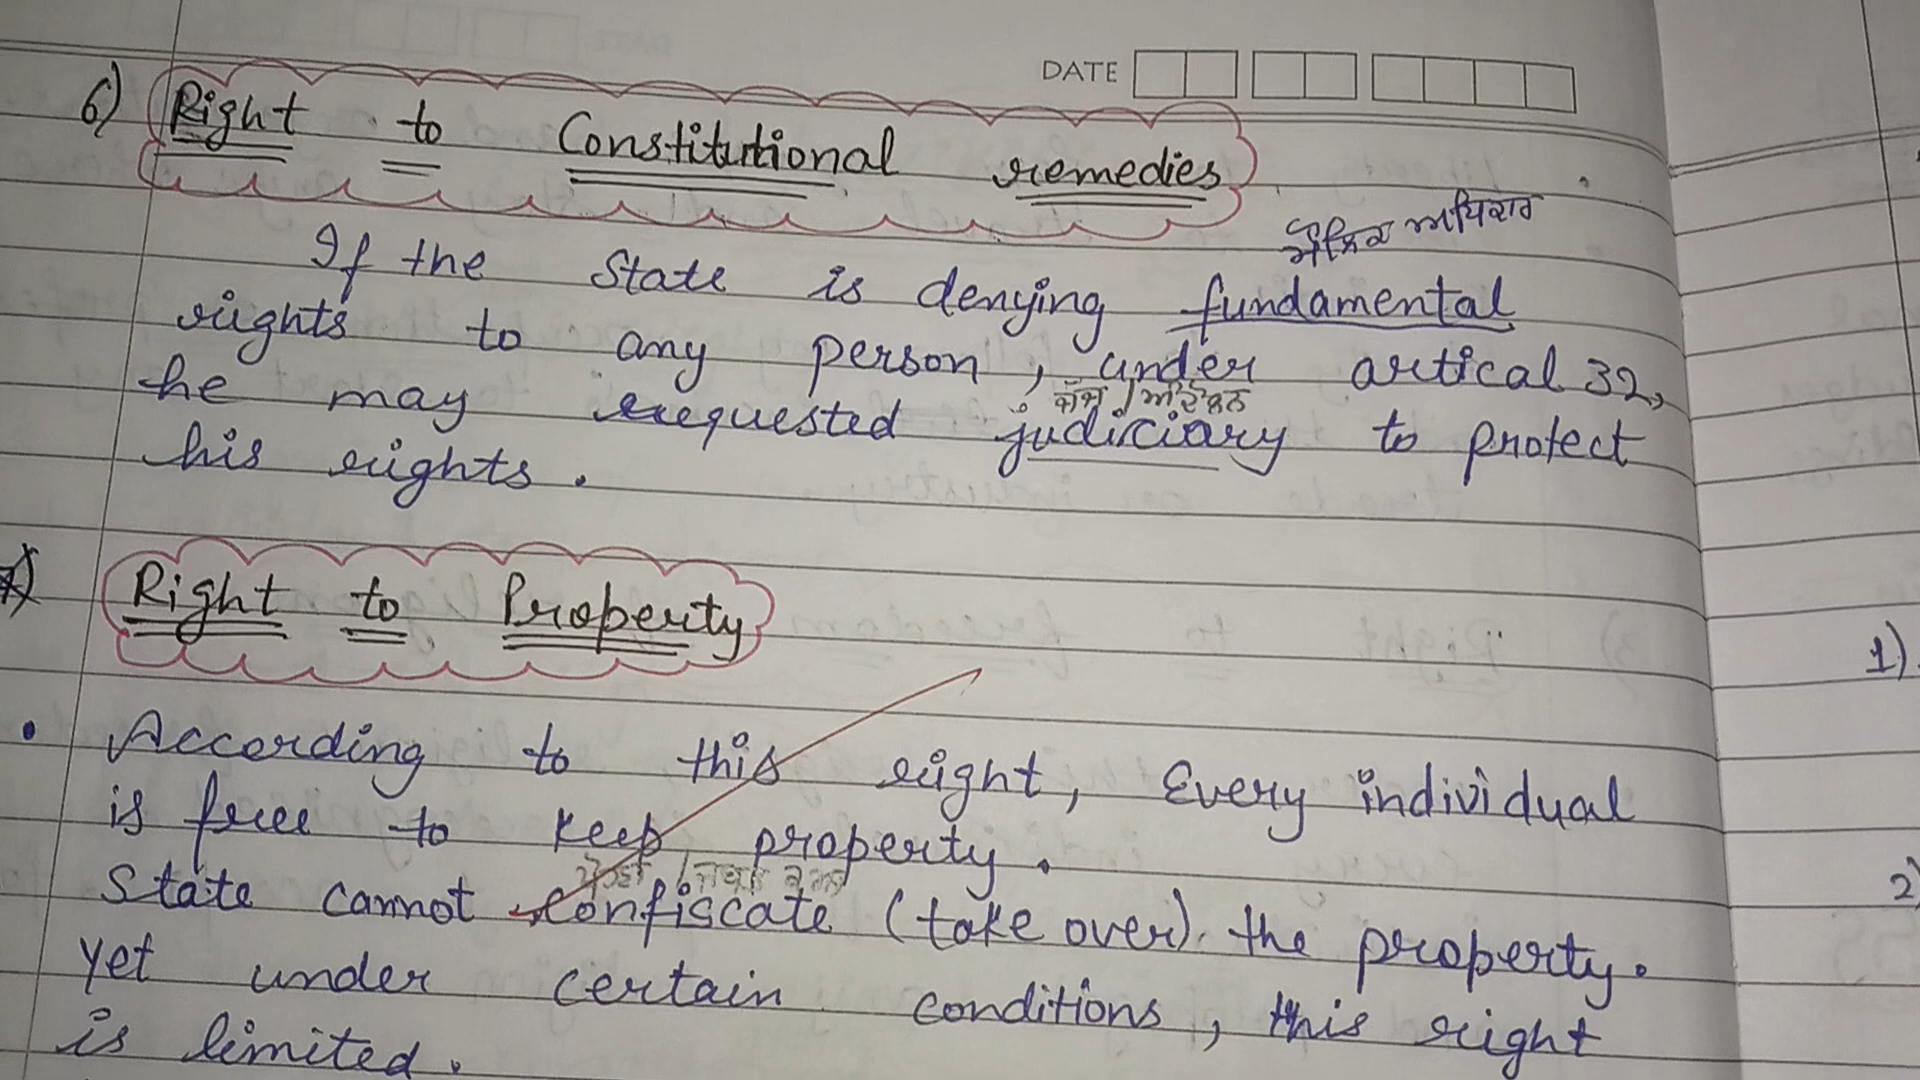 DATE
6) Right to Constitutional remedies
ਮੌਲਿਕ ਅਧਿਕਾਰ
If the State is denying fundamental
rights to any person, under artical 32,
ਜੱਜ / ਅੰਦੋਲਨ
he may requested judiciary to protect
his rights.
7) Right to Property
• According to this right, Every individual
is free to keep property.
State cannot confiscate (take over). the property.
yet under certain conditions, this right
is limited.
1).
2)